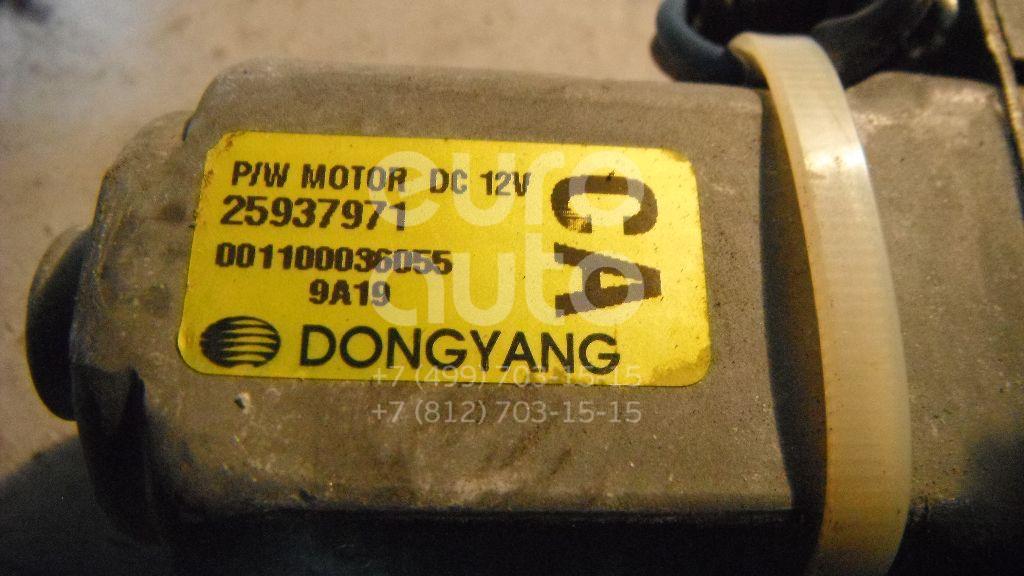 P/W MOTOR DC 12V
25937971
001100036055
9A19
DONGYANG
CA
euro
auto
+7 (499) 703-15-15
+7 (812) 703-15-15